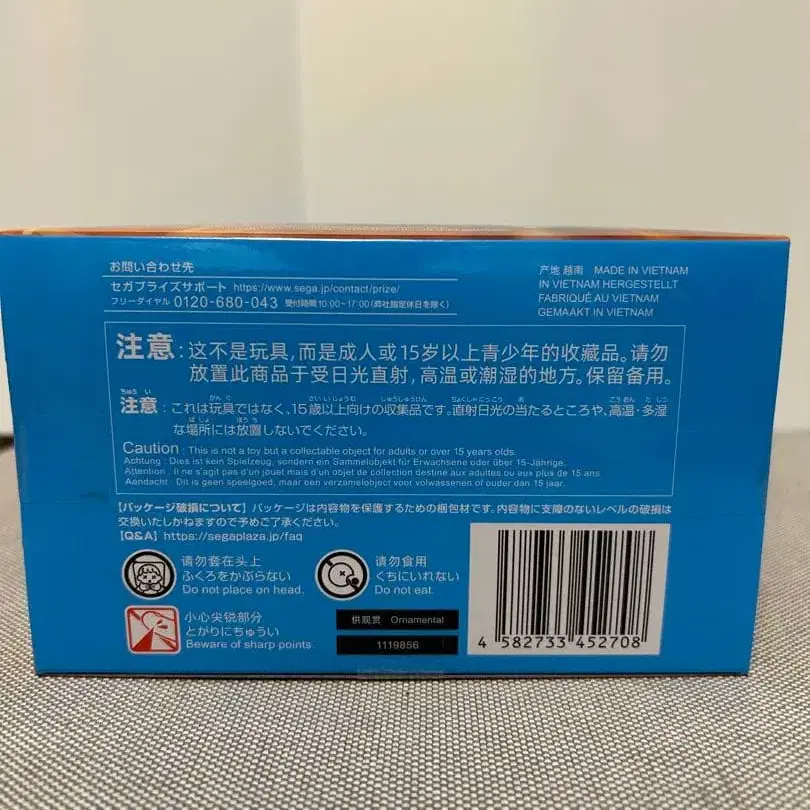 お問い合わせ先
セガプライズサポート https://www.sega.jp/contact/prize/
フリーダイヤル 0120-680-043 受付時間10:00~17:00(弊社指定休日を除く)
产地 越南 MADE IN VIETNAM
IN VIETNAM HERGESTELLT
FABRIQUÉ AU VIETNAM
GEMAAKT IN VIETNAM
注意:这不是玩具,而是成人或15岁以上青少年的收藏品。请勿
放置此商品于受日光直射,高温或潮湿的地方。保留备用。
注意:これは玩具ではなく、15歳以上向けの収集品です。直射日光の当たるところや、高温・多湿
な場所には放置しないでください。
Caution : This is not a toy but a collectable object for adults or over 15 years olds.
Achtung : Dies ist kein Spielzeug, sondern ein Sammelobjekt für Erwachsene oder über 15-Jährige.
Attention : Il ne s'agit pas d'un jouet mais d'un objet de collection destiné aux adultes ou aux plus de 15 ans.
Aandacht : Dit is geen speelgoed, maar een verzamelobject voor volwassenen of ouder dan 15 jaar.
【パッケージ破損について】パッケージは内容物を保護するための梱包材です。内容物に支障のないレベルの破損は
交換いたしかねますので予めご了承ください。
【Q&A】https://segaplaza.jp/faq
请勿套在头上
ふくろをかぶらない
Do not place on head.
请勿食用
くちにいれない
Do not eat.
小心尖锐部分
とがりにちゅうい
Beware of sharp points.
供观赏 Ornamental
1119856
4 582733 452708